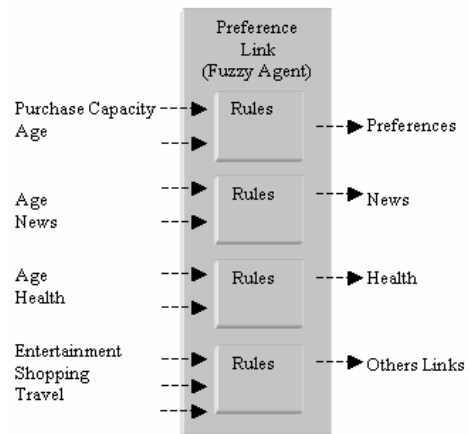 Preference
Link
(Fuzzy Agent)
Purchase Capacity
Age
Rules
Preferences
Age
News
Rules
News
Age
Health
Rules
Health
Entertainment
Shopping
Travel
Rules
Others Links